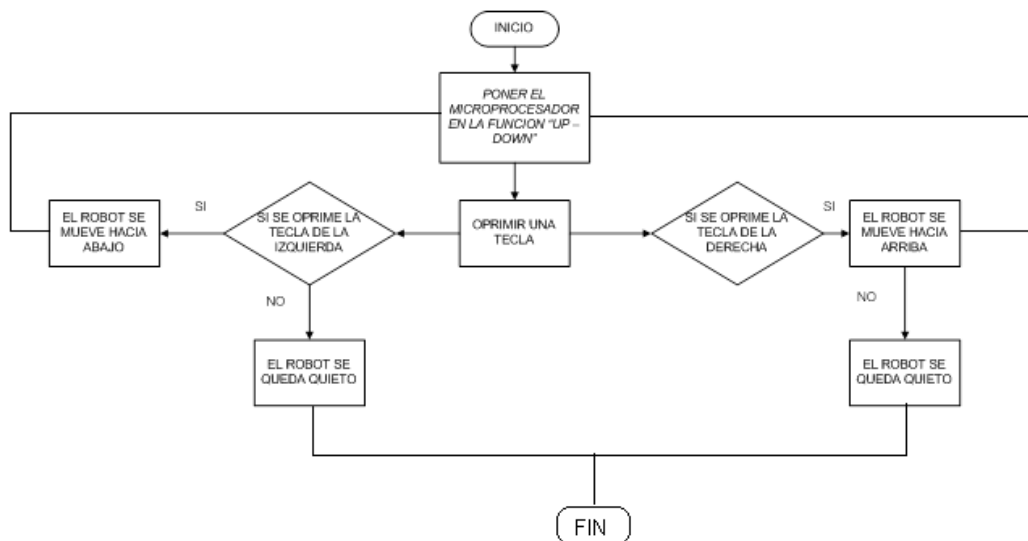 INICIO
PONER EL
MICROPROCESADOR
EN LA FUNCION “UP –
DOWN”
EL ROBOT SE
MUEVE HACIA
ABAJO
SI
SI SE OPRIME LA
TECLA DE LA
IZQUIERDA
OPRIMIR UNA
TECLA
SI SE OPRIME LA
TECLA DE LA
DERECHA
SI
EL ROBOT SE
MUEVE HACIA
ARRIBA
NO
NO
EL ROBOT SE
QUEDA QUIETO
EL ROBOT SE
QUEDA QUIETO
FIN